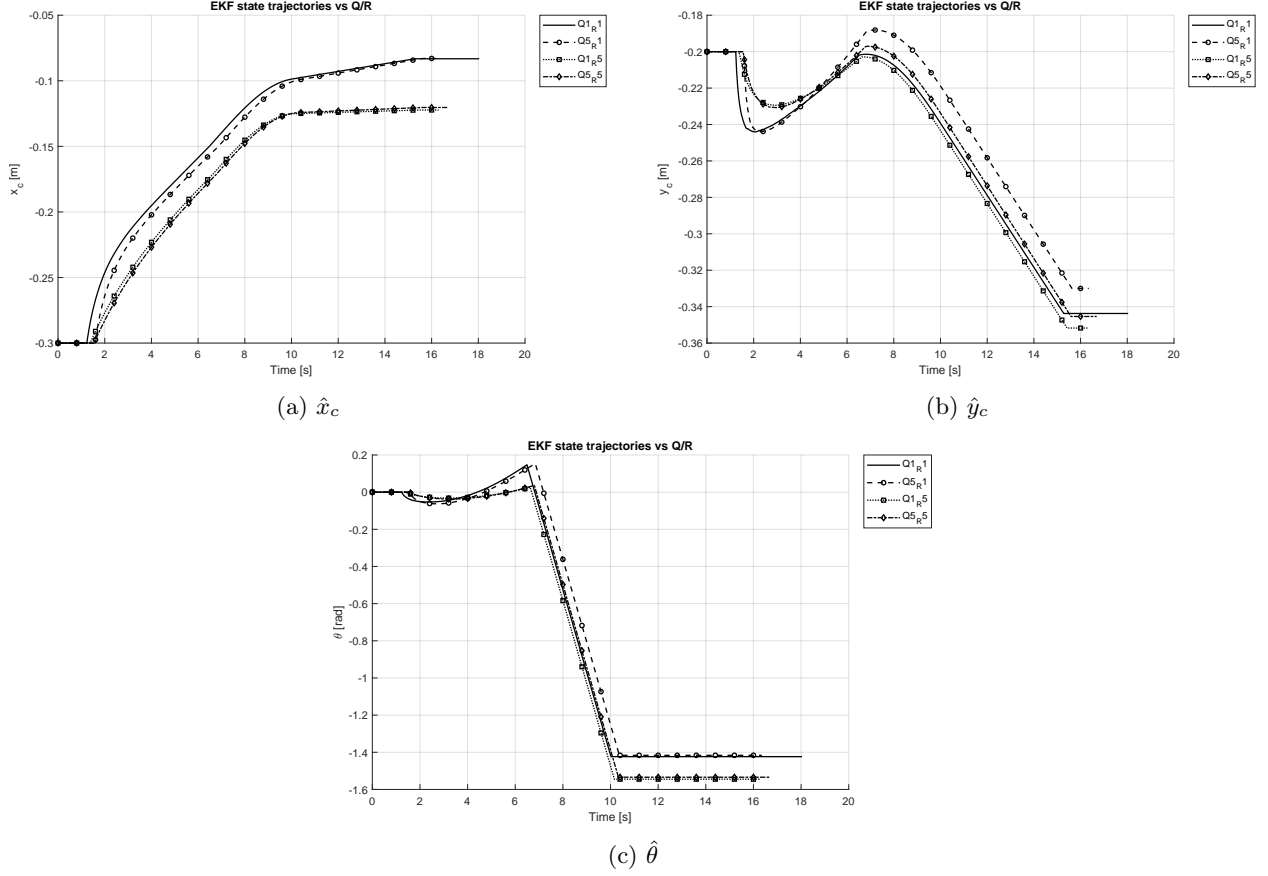 EKF state trajectories vs Q/R
-0.05
-0.1
-0.15
-0.2
-0.25
-0.3
x_c [m]
0 2 4 6 8 10 12 14 16 18 20
Time [s]
Q1_R1
Q5_R1
Q1_R5
Q5_R5
(a) x̂_c
EKF state trajectories vs Q/R
-0.18
-0.2
-0.22
-0.24
-0.26
-0.28
-0.3
-0.32
-0.34
-0.36
y_c [m]
0 2 4 6 8 10 12 14 16 18 20
Time [s]
Q1_R1
Q5_R1
Q1_R5
Q5_R5
(b) ŷ_c
EKF state trajectories vs Q/R
0.2
0
-0.2
-0.4
-0.6
-0.8
-1
-1.2
-1.4
-1.6
θ [rad]
0 2 4 6 8 10 12 14 16 18 20
Time [s]
Q1_R1
Q5_R1
Q1_R5
Q5_R5
(c) θ̂